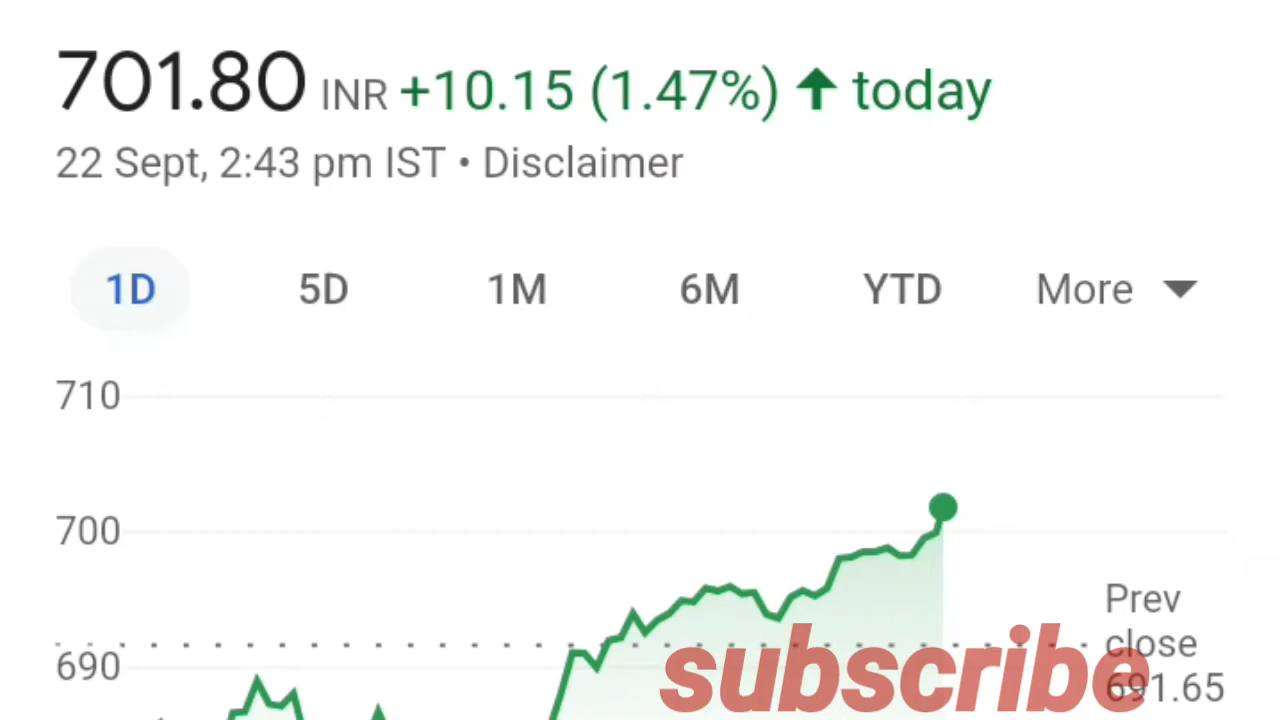 701.80 INR +10.15 (1.47%) ↑ today
22 Sept, 2:43 pm IST • Disclaimer
1D 5D 1M 6M YTD More
710
700
690
Prev
close
691.65
subscribe